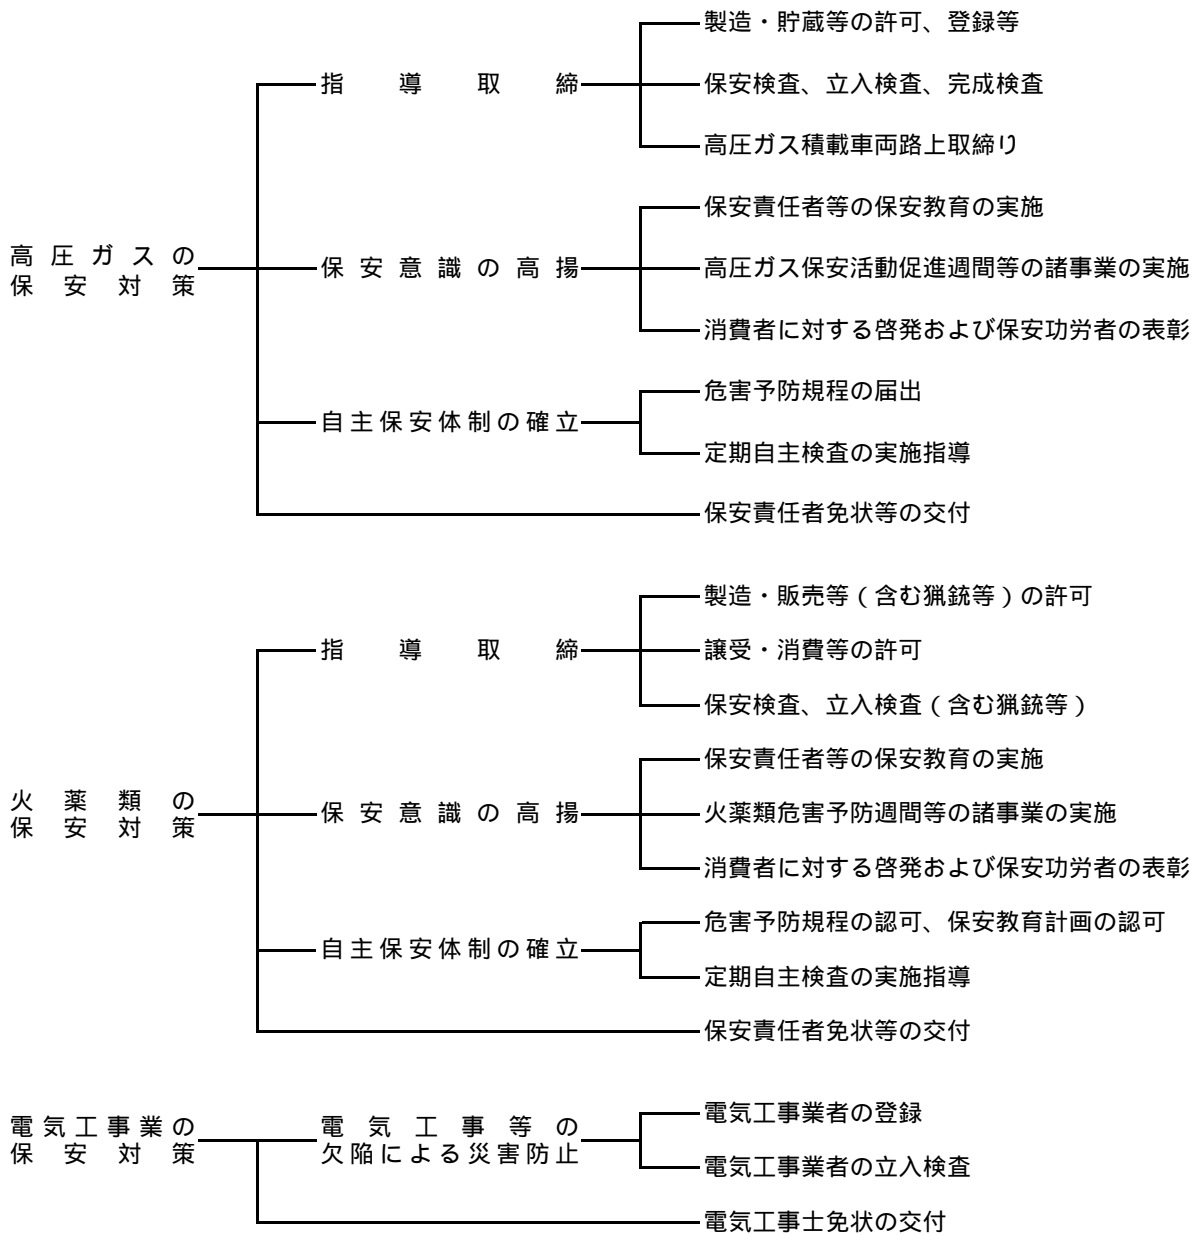 高圧ガスの
保安対策
指導取締
製造・貯蔵等の許可、登録等
保安検査、立入検査、完成検査
高圧ガス積載車両路上取締り
保安意識の高揚
保安責任者等の保安教育の実施
高圧ガス保安活動促進週間等の諸事業の実施
消費者に対する啓発および保安功労者の表彰
自主保安体制の確立
危害予防規程の届出
定期自主検査の実施指導
保安責任者免状等の交付
火薬類の
保安対策
指導取締
製造・販売等（含む猟銃等）の許可
譲受・消費等の許可
保安検査、立入検査（含む猟銃等）
保安意識の高揚
保安責任者等の保安教育の実施
火薬類危害予防週間等の諸事業の実施
消費者に対する啓発および保安功労者の表彰
自主保安体制の確立
危害予防規程の認可、保安教育計画の認可
定期自主検査の実施指導
保安責任者免状等の交付
電気工事業の
保安対策
電気工事等の
欠陥による災害防止
電気工事業者の登録
電気工事業者の立入検査
電気工事士免状の交付